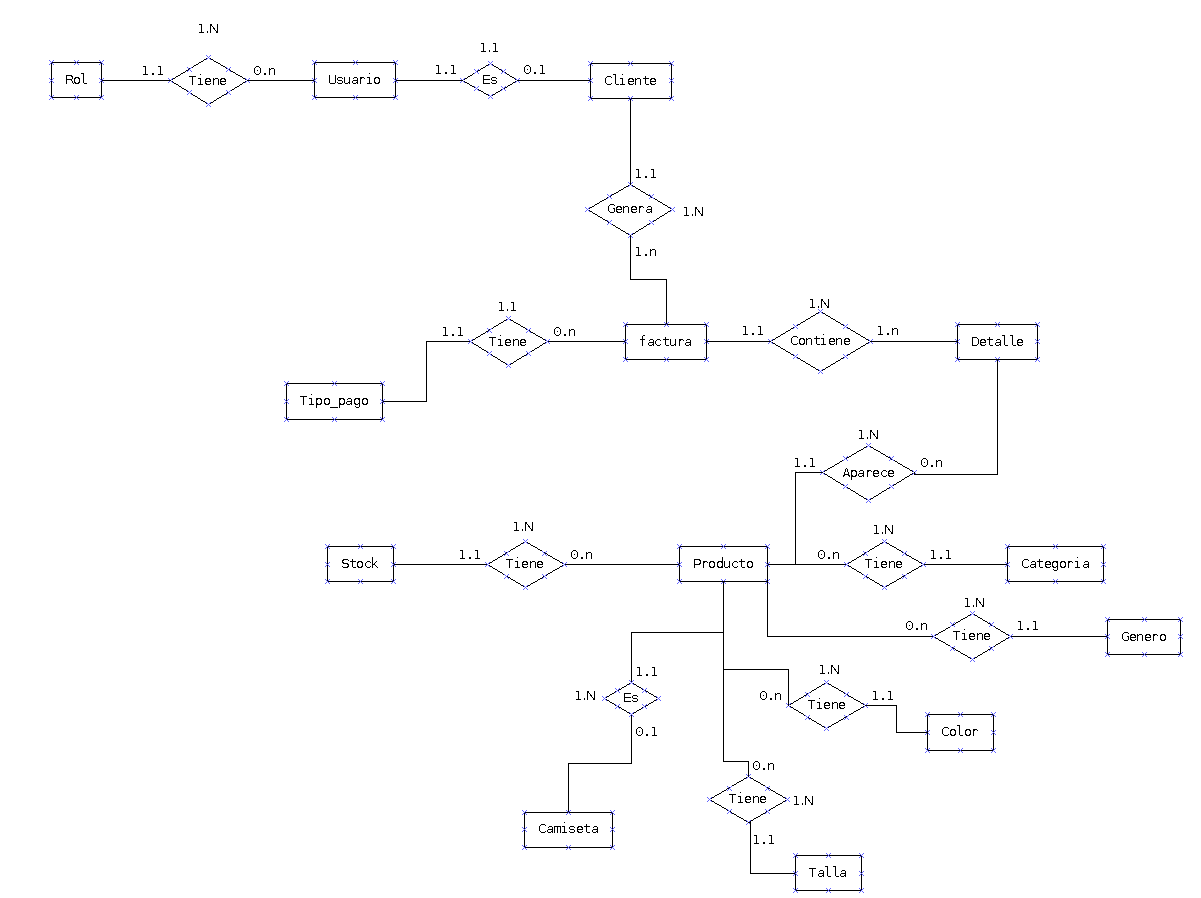 1.N
1.1
Rol
1.1
Tiene
0.n
Usuario
1.1
Es
0.1
Cliente
1.1
Genera
1.N
1.n
1.1
1.N
1.1
Tiene
0.n
factura
1.1
Contiene
1.n
Detalle
Tipo_pago
1.N
1.1
Aparece
0.n
1.N
1.N
Stock
1.1
Tiene
0.n
Producto
0.n
Tiene
1.1
Categoria
1.N
0.n
Tiene
1.1
Genero
1.1
1.N
Es
0.1
1.N
0.n
Tiene
1.1
Color
0.n
Tiene
1.N
1.1
Camiseta
Talla